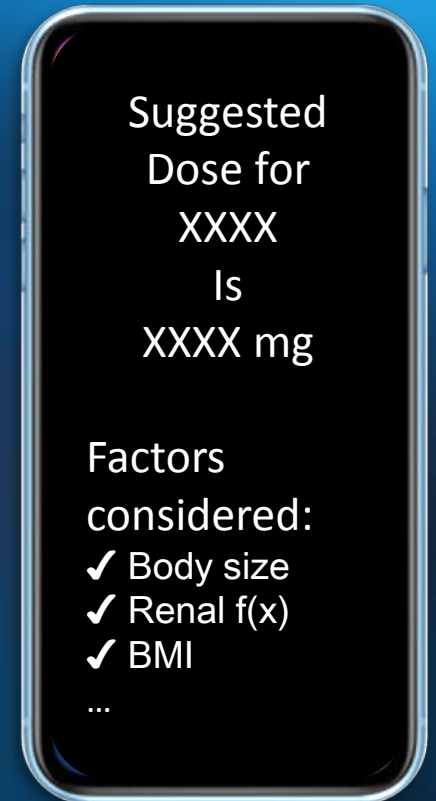 Suggested
Dose for
XXXX
Is
XXXX mg
Factors
considered:
✔ Body size
✔ Renal f(x)
✔ BMI
...